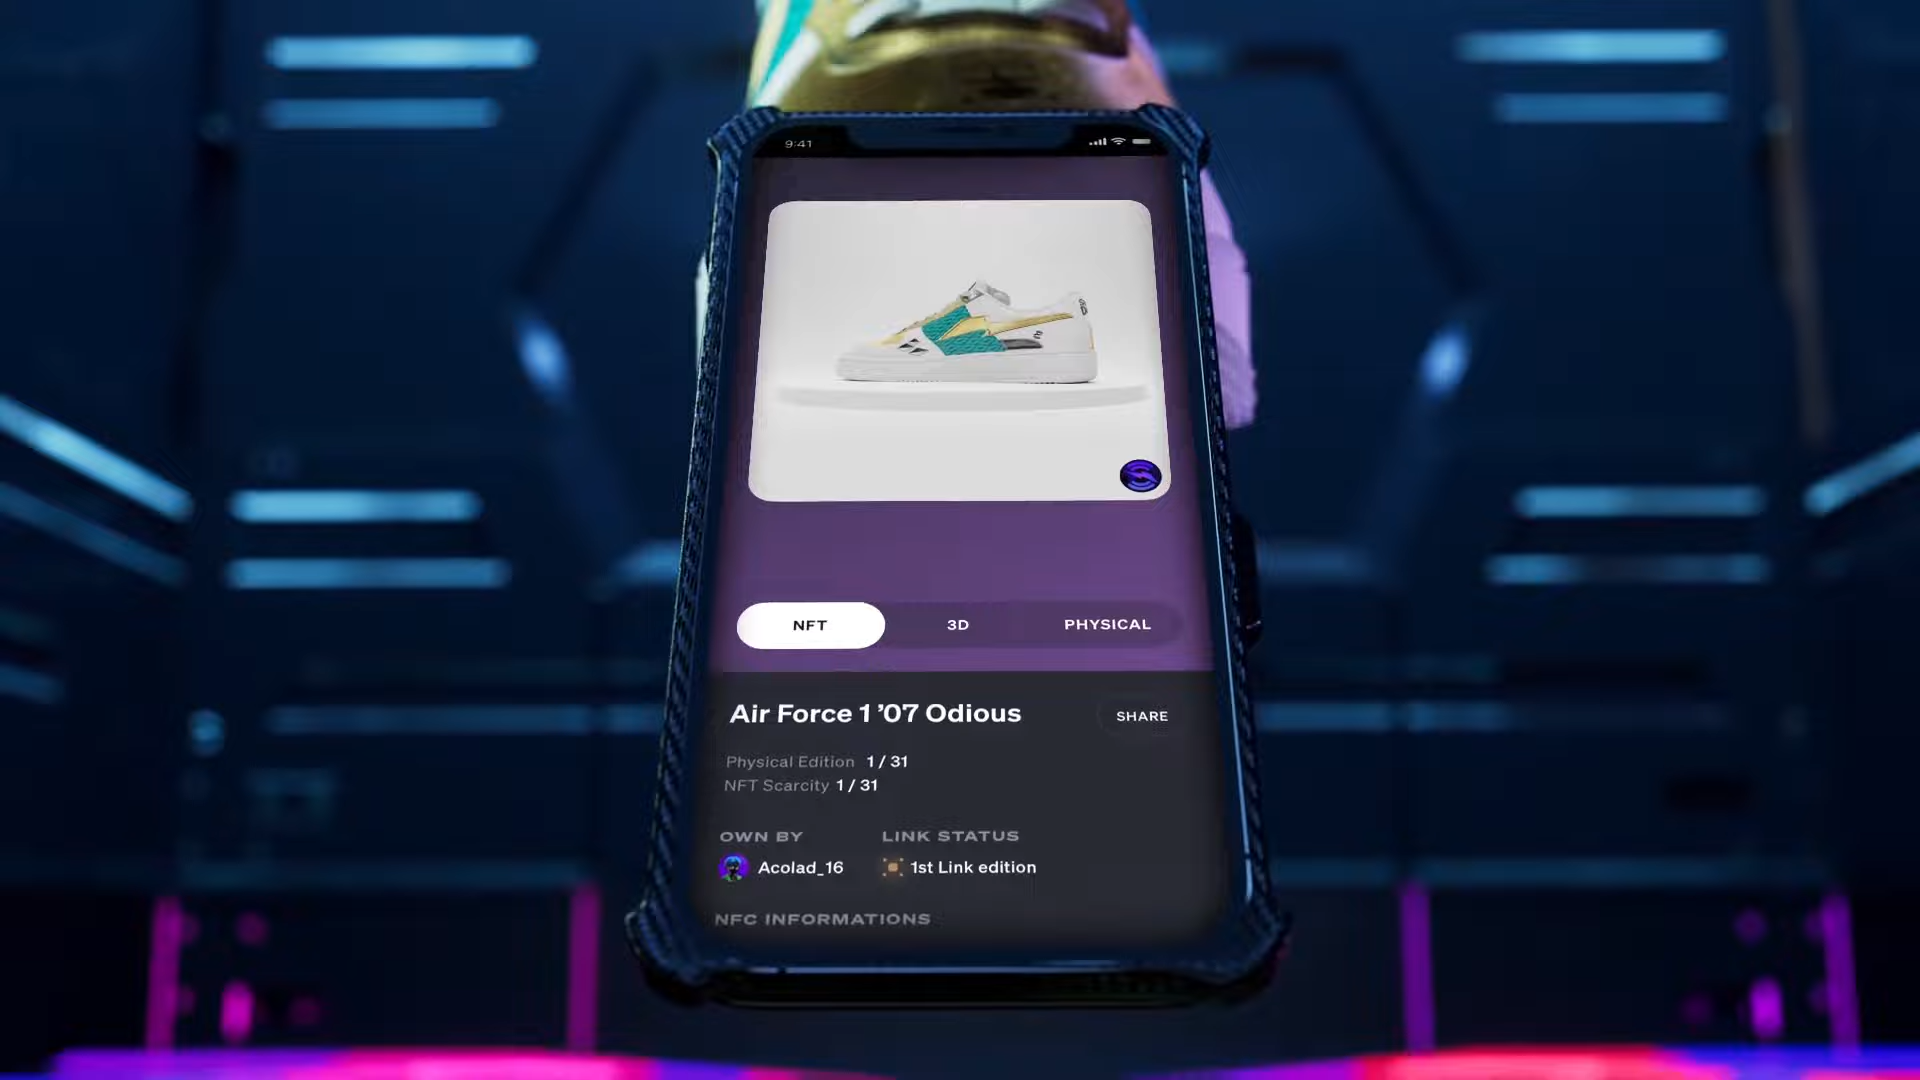 9:41
NFT 3D PHYSICAL
Air Force 1 ’07 Odious
SHARE
Physical Edition 1 / 31
NFT Scarcity 1 / 31
OWN BY LINK STATUS
Acolad_16 1st Link edition
NFC INFORMATIONS